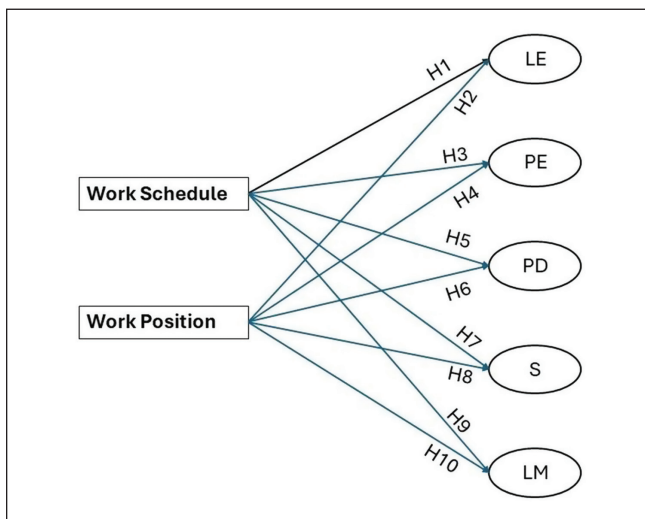 H1
LE
H2
H3
PE
Work Schedule
H4
H5
PD
H6
Work Position
H7
S
H8
H9
H10
LM